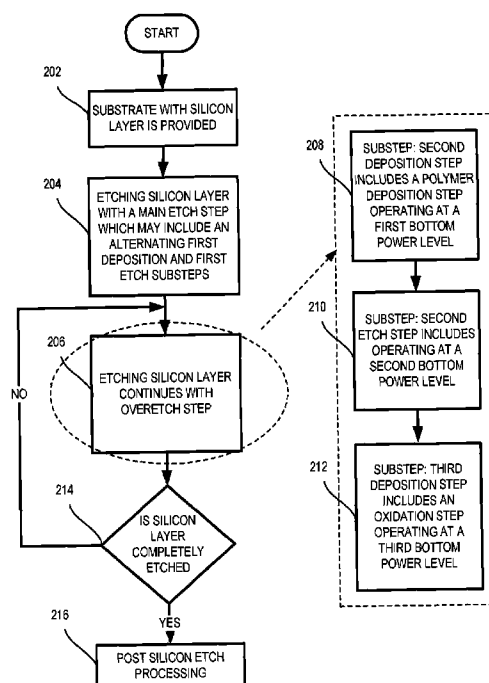 START
202
SUBSTRATE WITH SILICON
LAYER IS PROVIDED
204
ETCHING SILICON LAYER
WITH A MAIN ETCH STEP
WHICH MAY INCLUDE AN
ALTERNATING FIRST
DEPOSITION AND FIRST
ETCH SUBSTEPS
206
ETCHING SILICON LAYER
CONTINUES WITH
OVERETCH STEP
NO
214
IS SILICON
LAYER
COMPLETELY
ETCHED
YES
216
POST SILICON ETCH
PROCESSING
208
SUBSTEP: SECOND
DEPOSITION STEP
INCLUDES A POLYMER
DEPOSITION STEP
OPERATING AT A
FIRST BOTTOM
POWER LEVEL
210
SUBSTEP: SECOND
ETCH STEP INCLUDES
OPERATING AT A
SECOND BOTTOM
POWER LEVEL
212
SUBSTEP: THIRD
DEPOSITION STEP
INCLUDES AN
OXIDATION STEP
OPERATING AT A
THIRD BOTTOM
POWER LEVEL